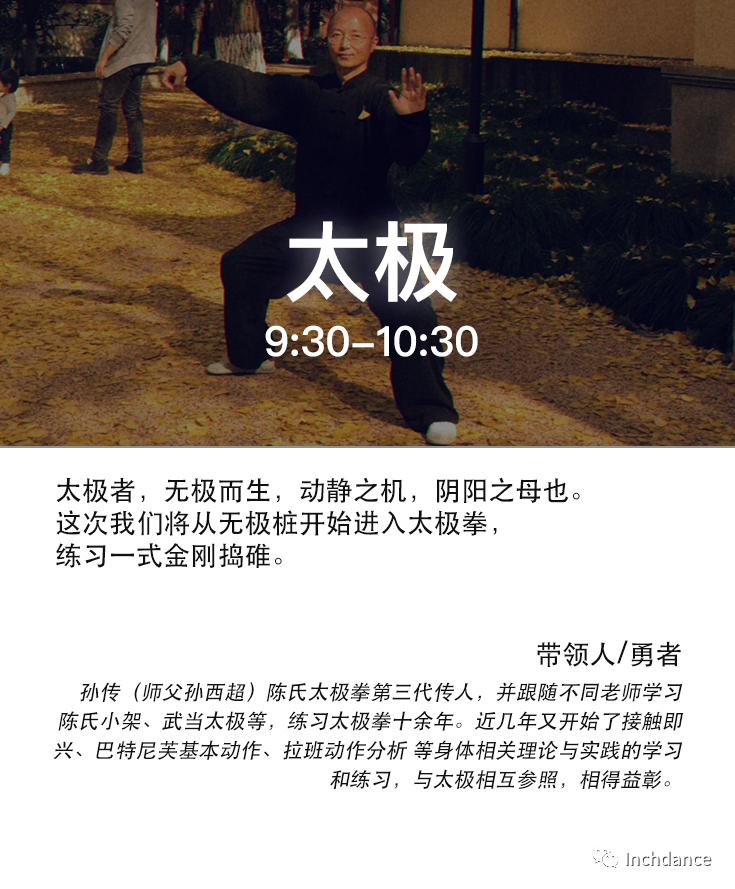 太极
9:30–10:30
太极者，无极而生，动静之机，阴阳之母也。
这次我们将从无极桩开始进入太极拳，
练习一式金刚捣碓。
带领人/勇者
孙传（师父孙西超）陈氏太极拳第三代传人，并跟随不同老师学习
陈氏小架、武当太极等，练习太极拳十余年。近几年又开始了接触即
兴、巴特尼芙基本动作、拉班动作分析 等身体相关理论与实践的学习
和练习，与太极相互参照，相得益彰。
Inchdance